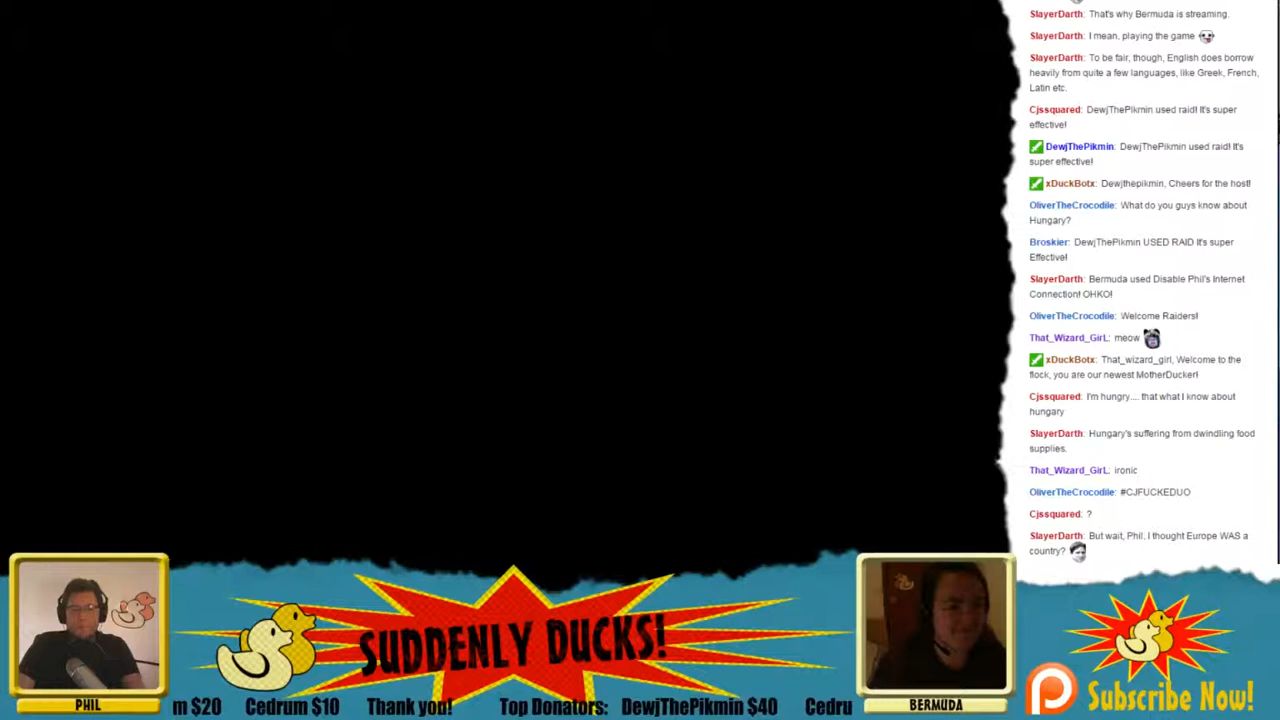 SlayerDarth: That's why Bermuda is streaming.
SlayerDarth: I mean, playing the game
SlayerDarth: To be fair, though, English does borrow
heavily from quite a few languages, like Greek, French,
Latin etc.
Cjssquared: DewjThePikmin used raid! It's super
effective!
DewjThePikmin: DewjThePikmin used raid! It's
super effective!
xDuckBotx: Dewjthepikmin, Cheers for the host!
OliverTheCrocodile: What do you guys know about
Hungary?
Broskier: DewjThePikmin USED RAID It's super
Effective!
SlayerDarth: Bermuda used Disable Phil's Internet
Connection! OHKO!
OliverTheCrocodile: Welcome Raiders!
That_Wizard_GirL: meow
xDuckBotx: That_wizard_girl, Welcome to the
flock, you are our newest MotherDucker!
Cjssquared: I'm hungry.... that what I know about
hungary
SlayerDarth: Hungary's suffering from dwindling food
supplies.
That_Wizard_GirL: ironic
OliverTheCrocodile: #CJFUCKEDUO
Cjssquared: ?
SlayerDarth: But wait, Phil, I thought Europe WAS a
country?
SUDDENLY DUCKS!
PHIL
BERMUDA
m $20 Cedrum $10 Thank you! Top Donators: DewjThePikmin $40 Cedru
Subscribe Now!